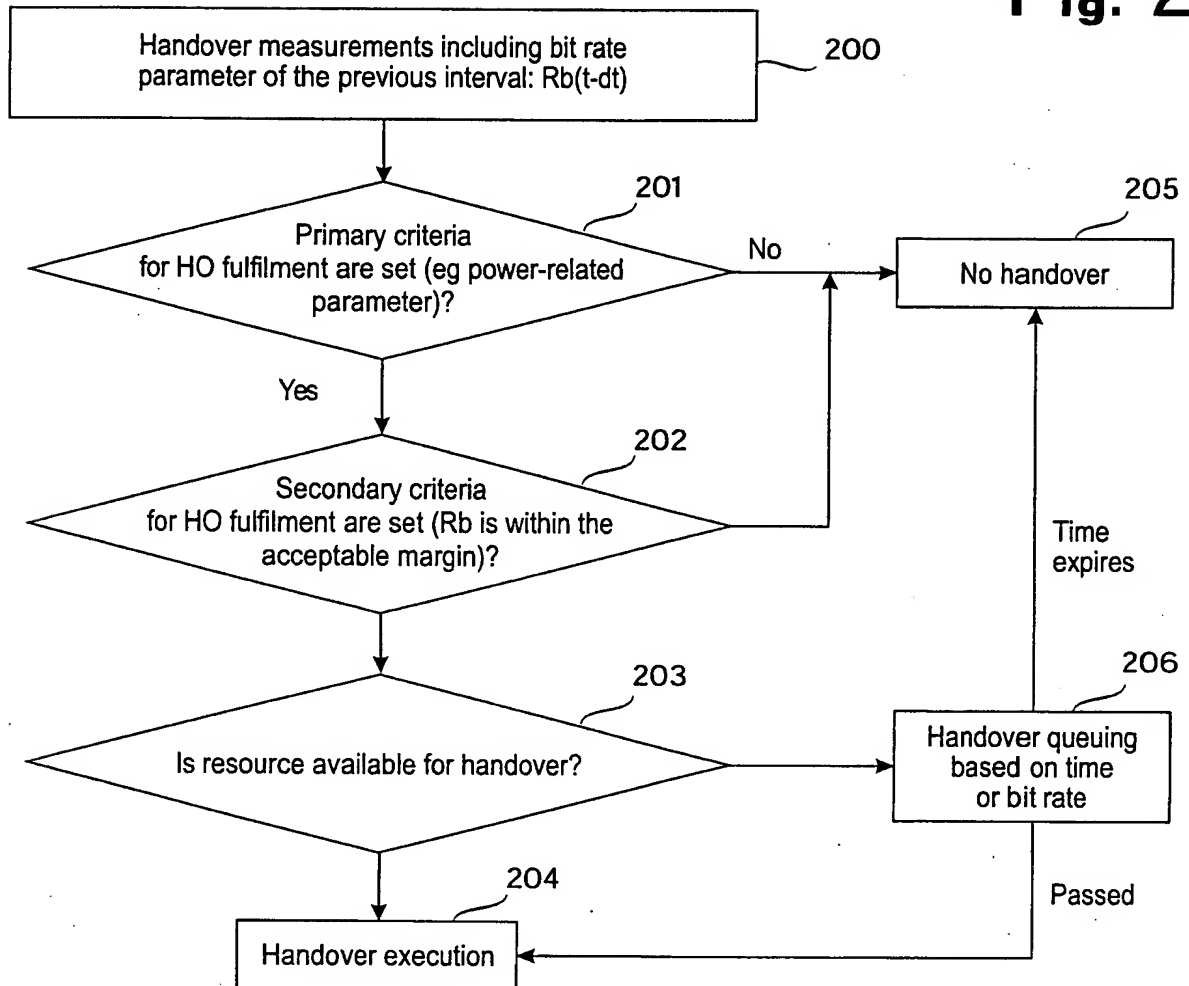 Fig. 2
Handover measurements including bit rate
parameter of the previous interval: Rb(t-dt)
200
201
Primary criteria
for HO fulfilment are set (eg power-related
parameter)?
No
205
No handover
Yes
202
Secondary criteria
for HO fulfilment are set (Rb is within the
acceptable margin)?
Time
expires
203
Is resource available for handover?
206
Handover queuing
based on time
or bit rate
204
Handover execution
Passed